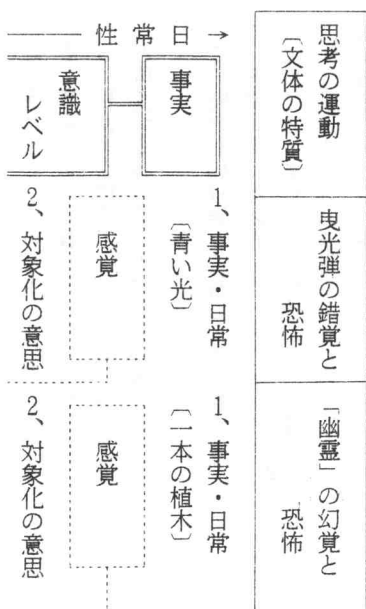 思考の運動
〔文体の特質〕
曳光弾の錯覚と
恐怖
「幽霊」の幻覚と
恐怖
日常性
事実
意識
レベル
1、事実・日常
〔青い光〕
感覚
2、対象化の意思
1、事実・日常
〔一本の植木〕
感覚
2、対象化の意思